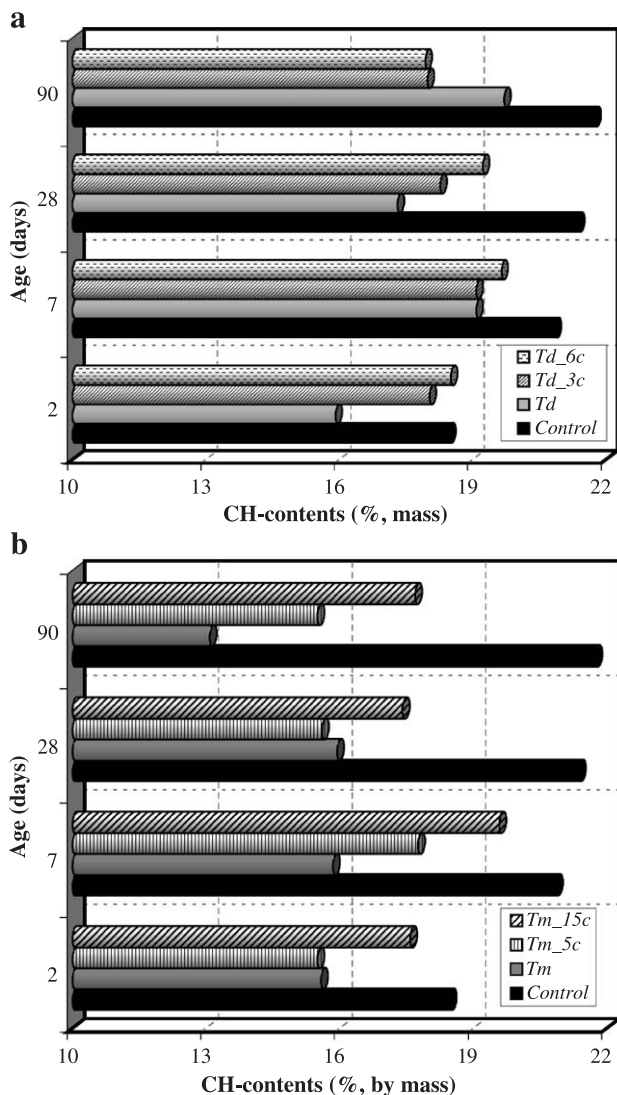 a
90
28
7
2
Age (days)
Td_6c
Td_3c
Td
Control
10 13 16 19 22
CH-contents (%, mass)
b
90
28
7
2
Age (days)
Tm_15c
Tm_5c
Tm
Control
10 13 16 19 22
CH-contents (%, by mass)